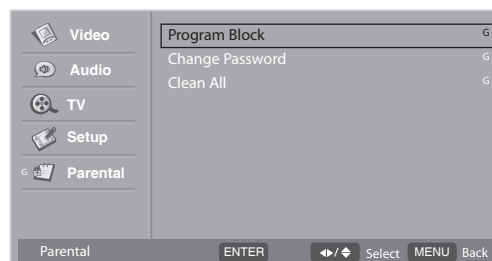 Video
Audio
TV
Setup
G Parental
Program Block G
Change Password G
Clean All G
Parental ENTER ◄►/▲▼ Select MENU Back